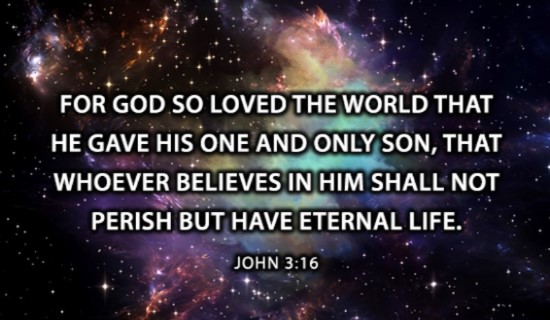 FOR GOD SO LOVED THE WORLD THAT
HE GAVE HIS ONE AND ONLY SON, THAT
WHOEVER BELIEVES IN HIM SHALL NOT
PERISH BUT HAVE ETERNAL LIFE.
JOHN 3:16